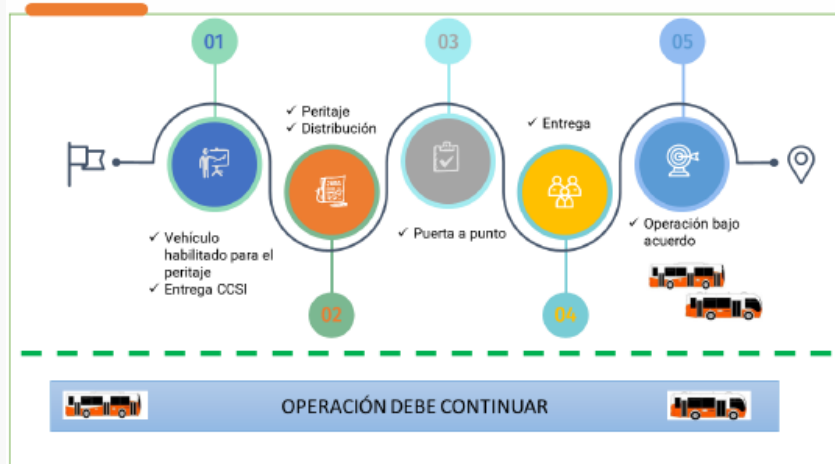 01
✓ Vehículo
habilitado para el
peritaje
✓ Entrega CCSI
✓ Peritaje
✓ Distribución
02
03
✓ Puerta a punto
✓ Entrega
04
05
✓ Operación bajo
acuerdo
OPERACIÓN DEBE CONTINUAR